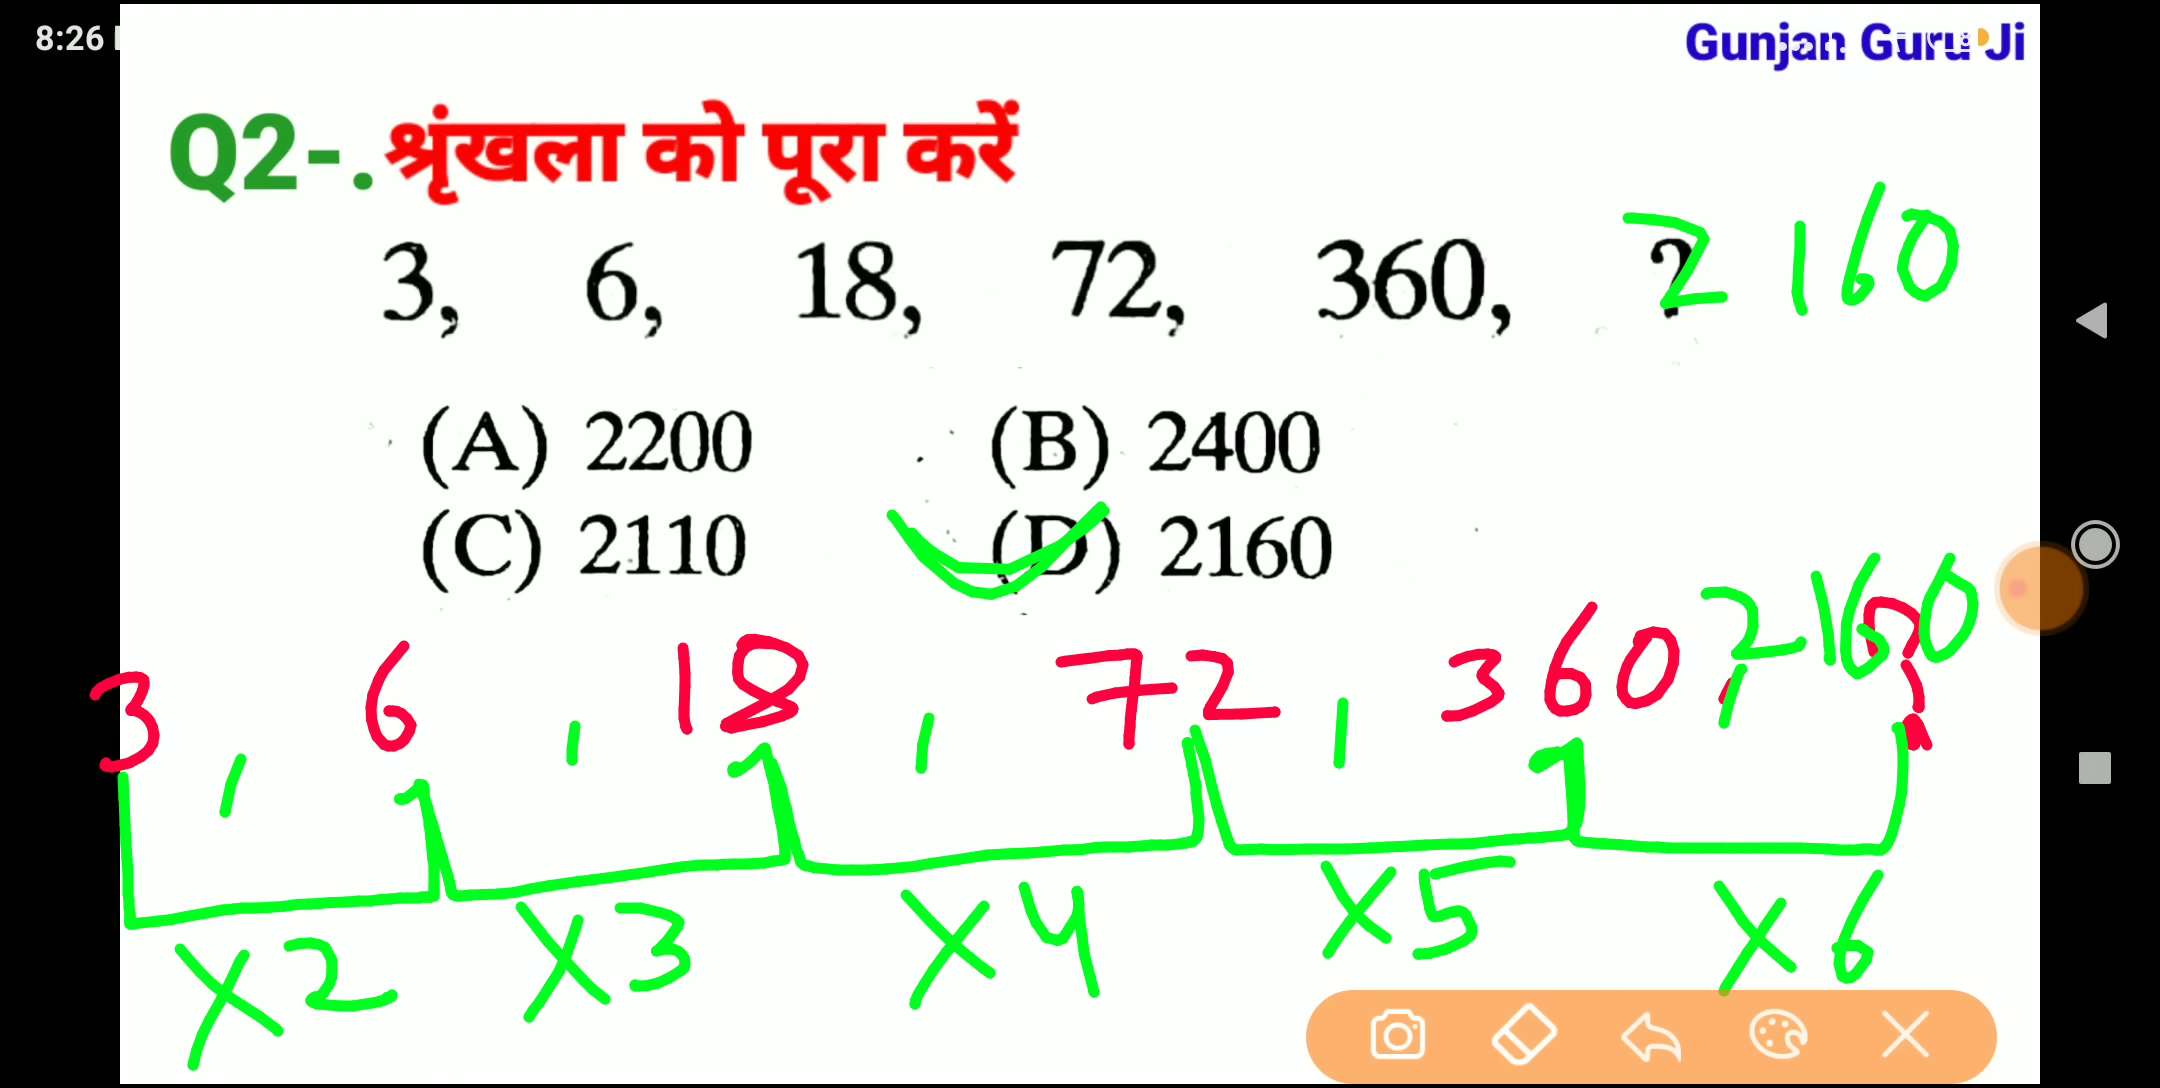 8:26
Gunjan Guru Ji
Q2-. श्रृंखला को पूरा करें
3, 6, 18, 72, 360, ? 2160
(A) 2200 (B) 2400
(C) 2110 (D) 2160
3, 6, 18, 72, 360, ? 2160
X2 X3 X4 X5 X6